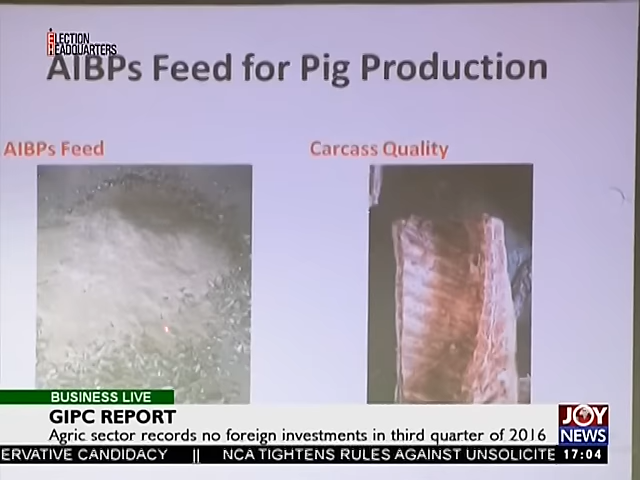 ELECTION
HEADQUARTERS
AIBPs Feed for Pig Production
AIBPs Feed
Carcass Quality
BUSINESS LIVE
GIPC REPORT
Agric sector records no foreign investments in third quarter of 2016
JOY
NEWS
17:04
ERVATIVE CANDIDACY || NCA TIGHTENS RULES AGAINST UNSOLICITE